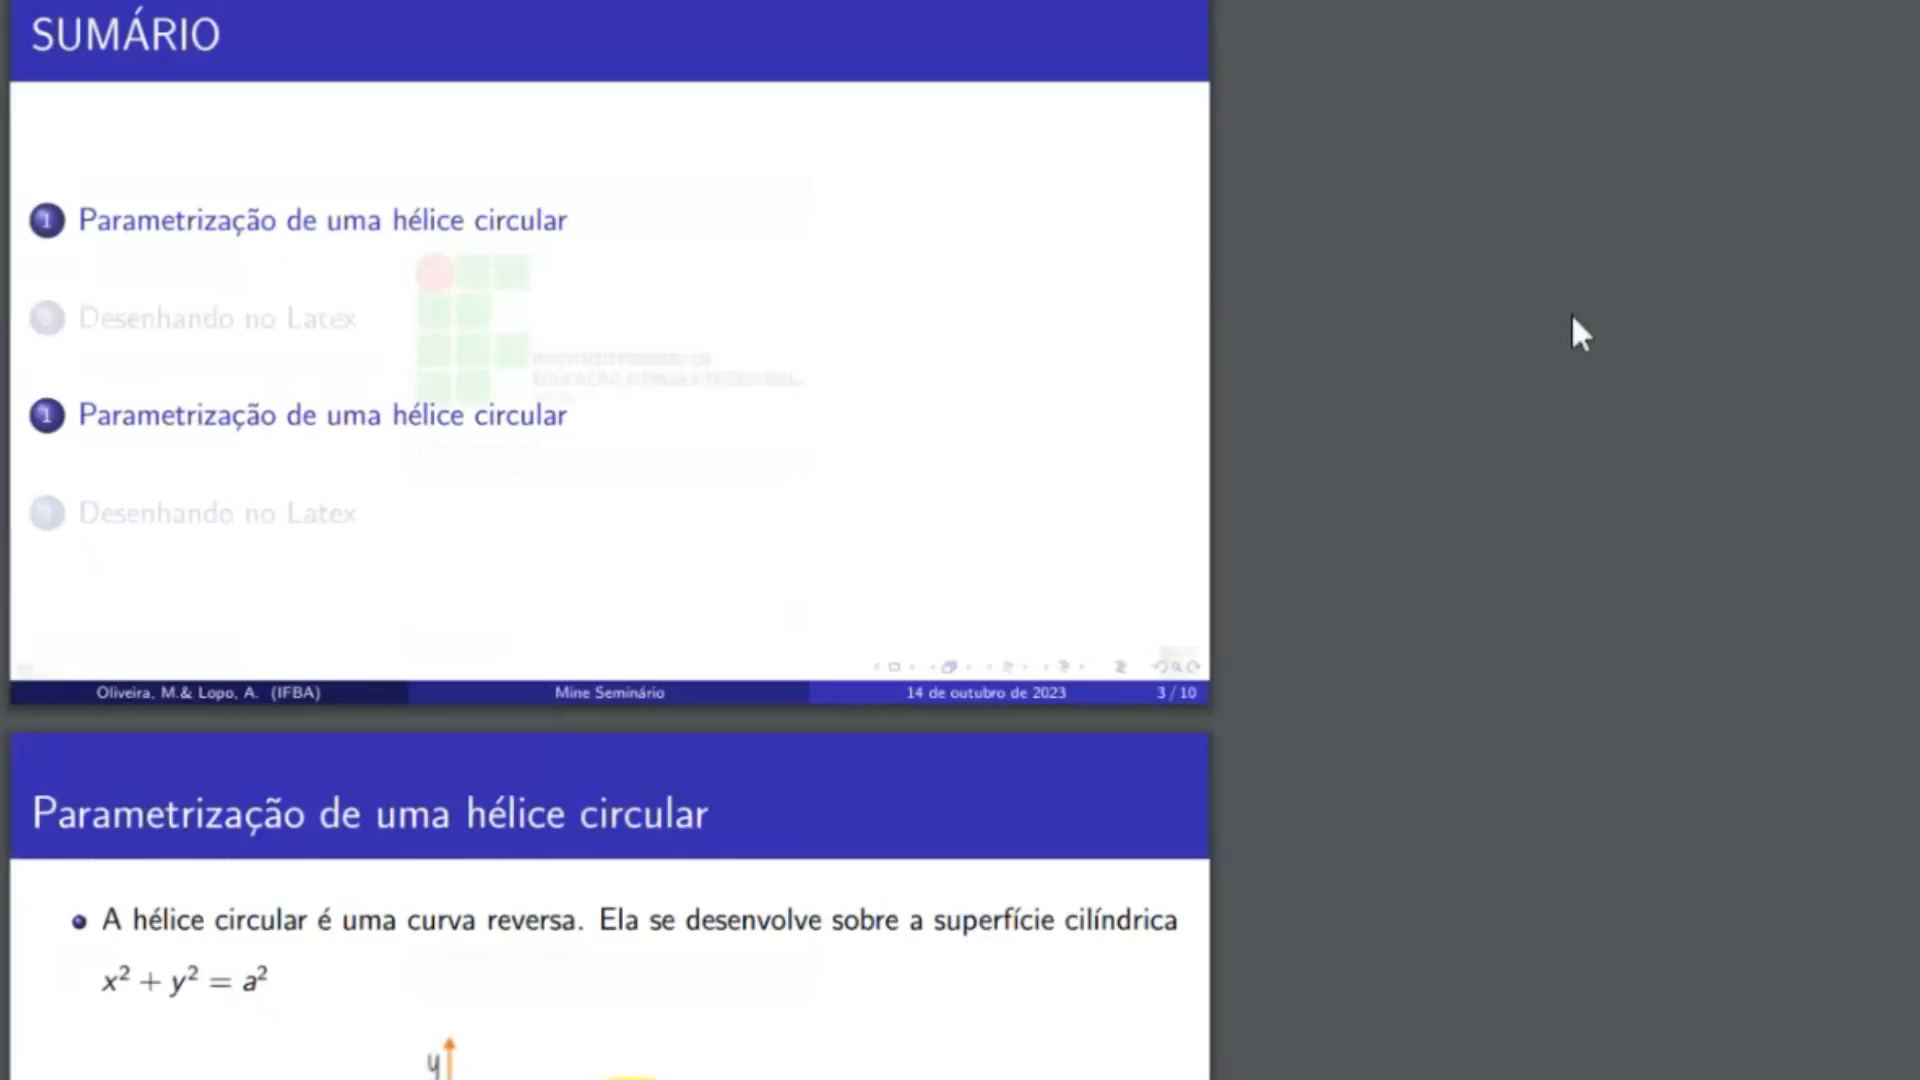 SUMÁRIO
1 Parametrização de uma hélice circular
Desenhando no Latex
1 Parametrização de uma hélice circular
Desenhando no Latex
Oliveira, M.& Lopo, A. (IFBA) Mine Seminário 14 de outubro de 2023 3 / 10
Parametrização de uma hélice circular
A hélice circular é uma curva reversa. Ela se desenvolve sobre a superfície cilíndrica
x² + y² = a²
y